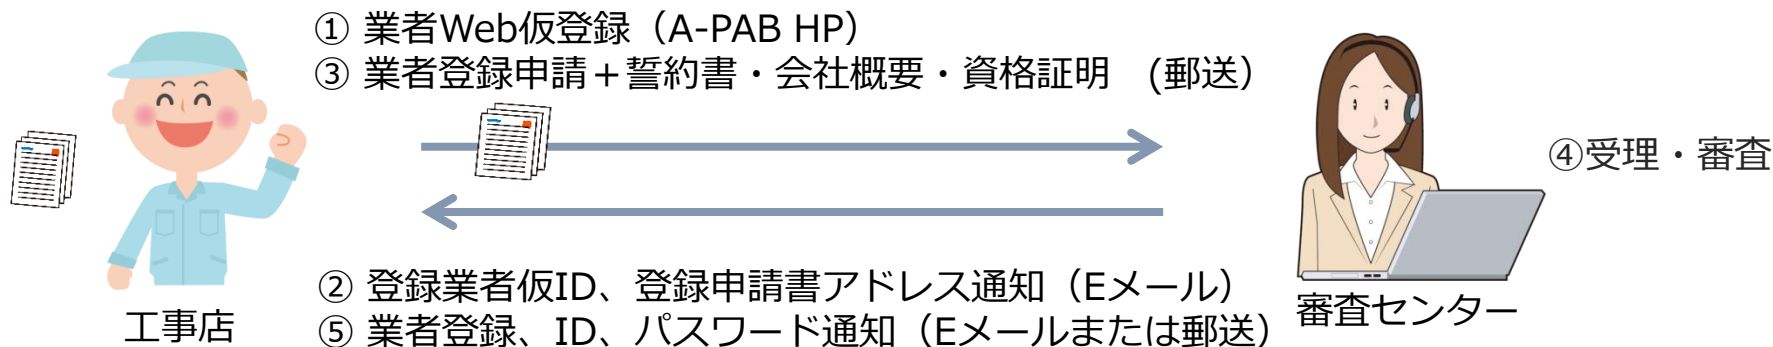 ① 業者Web仮登録（A-PAB HP）
③ 業者登録申請＋誓約書・会社概要・資格証明　(郵送）
④受理・審査
② 登録業者仮ID、登録申請書アドレス通知（Eメール）
⑤ 業者登録、ID、パスワード通知（Eメールまたは郵送）
工事店
審査センター